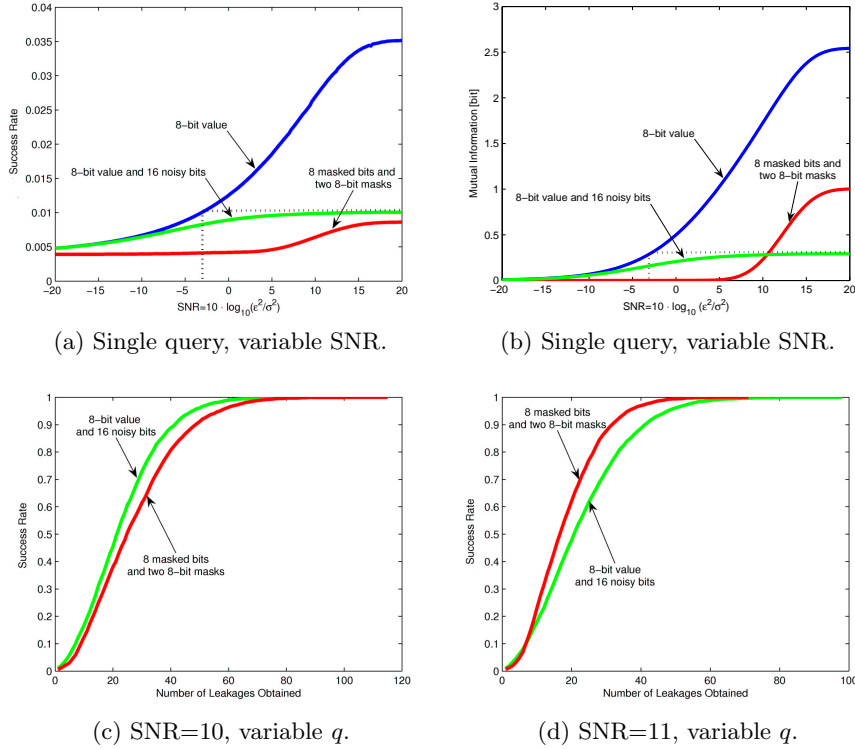 0.04
0.035
0.03
0.025
0.02
0.015
0.01
0.005
0
Success Rate
8-bit value
8-bit value and 16 noisy bits
8 masked bits and
two 8-bit masks
−20 −15 −10 −5 0 5 10 15 20
SNR=10 · log10(ε²/σ²)
(a) Single query, variable SNR.
3
2.5
2
1.5
1
0.5
0
Mutual Information [bit]
8-bit value
8 masked bits and
two 8-bit masks
8-bit value and 16 noisy bits
−20 −15 −10 −5 0 5 10 15 20
SNR=10 · log10(ε²/σ²)
(b) Single query, variable SNR.
1
0.9
0.8
0.7
0.6
0.5
0.4
0.3
0.2
0.1
0
Success Rate
8-bit value
and 16 noisy bits
8 masked bits
and two 8-bit masks
0 20 40 60 80 100 120
Number of Leakages Obtained
(c) SNR=10, variable q.
1
0.9
0.8
0.7
0.6
0.5
0.4
0.3
0.2
0.1
0
Success Rate
8 masked bits
and two 8-bit masks
8-bit value
and 16 noisy bits
0 20 40 60 80 100
Number of Leakages Obtained
(d) SNR=11, variable q.